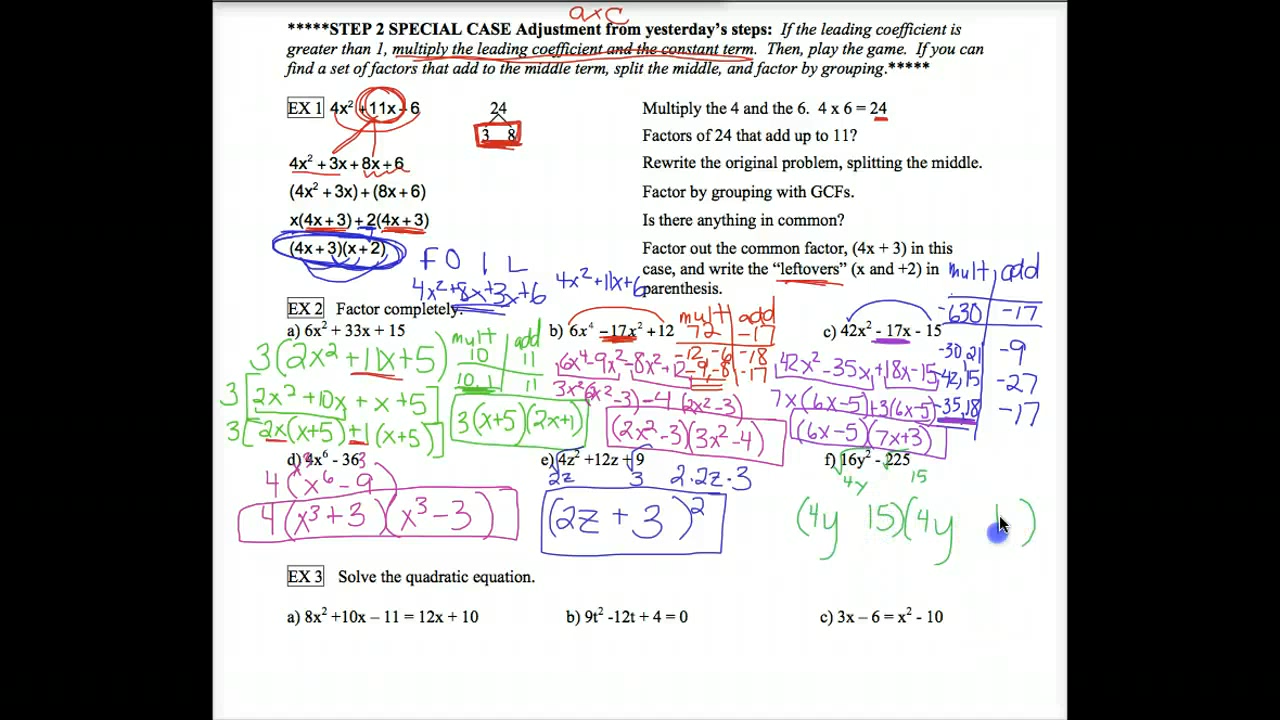 a x c
*****STEP 2 SPECIAL CASE Adjustment from yesterday's steps: If the leading coefficient is
greater than 1, multiply the leading coefficient and the constant term. Then, play the game. If you can
find a set of factors that add to the middle term, split the middle, and factor by grouping.*****
EX 1 4x² + 11x + 6
24
Multiply the 4 and the 6. 4 x 6 = 24
3 8
Factors of 24 that add up to 11?
4x² + 3x + 8x + 6
Rewrite the original problem, splitting the middle.
(4x² + 3x) + (8x + 6)
Factor by grouping with GCFs.
x(4x + 3) + 2(4x + 3)
Is there anything in common?
(4x + 3)(x + 2)
Factor out the common factor, (4x + 3) in this
case, and write the "leftovers" (x and +2) in
parenthesis.
F O I L
4x²+8x+3x+6
4x²+11x+6
EX 2 Factor completely.
a) 6x² + 33x + 15
3(2x² + 11x + 5)
3[2x² + 10x + x + 5]
3[2x(x+5) + 1(x+5)]
mult add
10 11
10, 1 11
3(x+5)(2x+1)
b) 6x⁴ – 17x² + 12
mult add
72 -17
-12, -6 -18
-9, -8 -17
6x⁴-9x²-8x²+12
3x²(2x²-3)-4(2x²-3)
(2x²-3)(3x²-4)
c) 42x² - 17x - 15
mult, add
-630 -17
-30,21 -9
-42,15 -27
-35,18 -17
42x²-35x+18x-15
7x(6x-5)+3(6x-5)
(6x-5)(7x+3)
d) 4x⁶ - 36
x³ 3
4(x⁶ - 9)
4(x³+3)(x³-3)
e) 4z² +12z + 9
2z 3 2·2z·3
(2z + 3)²
f) 16y² - 225
4y 15
(4y 15)(4y 1 )
EX 3 Solve the quadratic equation.
a) 8x² +10x – 11 = 12x + 10
b) 9t² -12t + 4 = 0
c) 3x – 6 = x² - 10